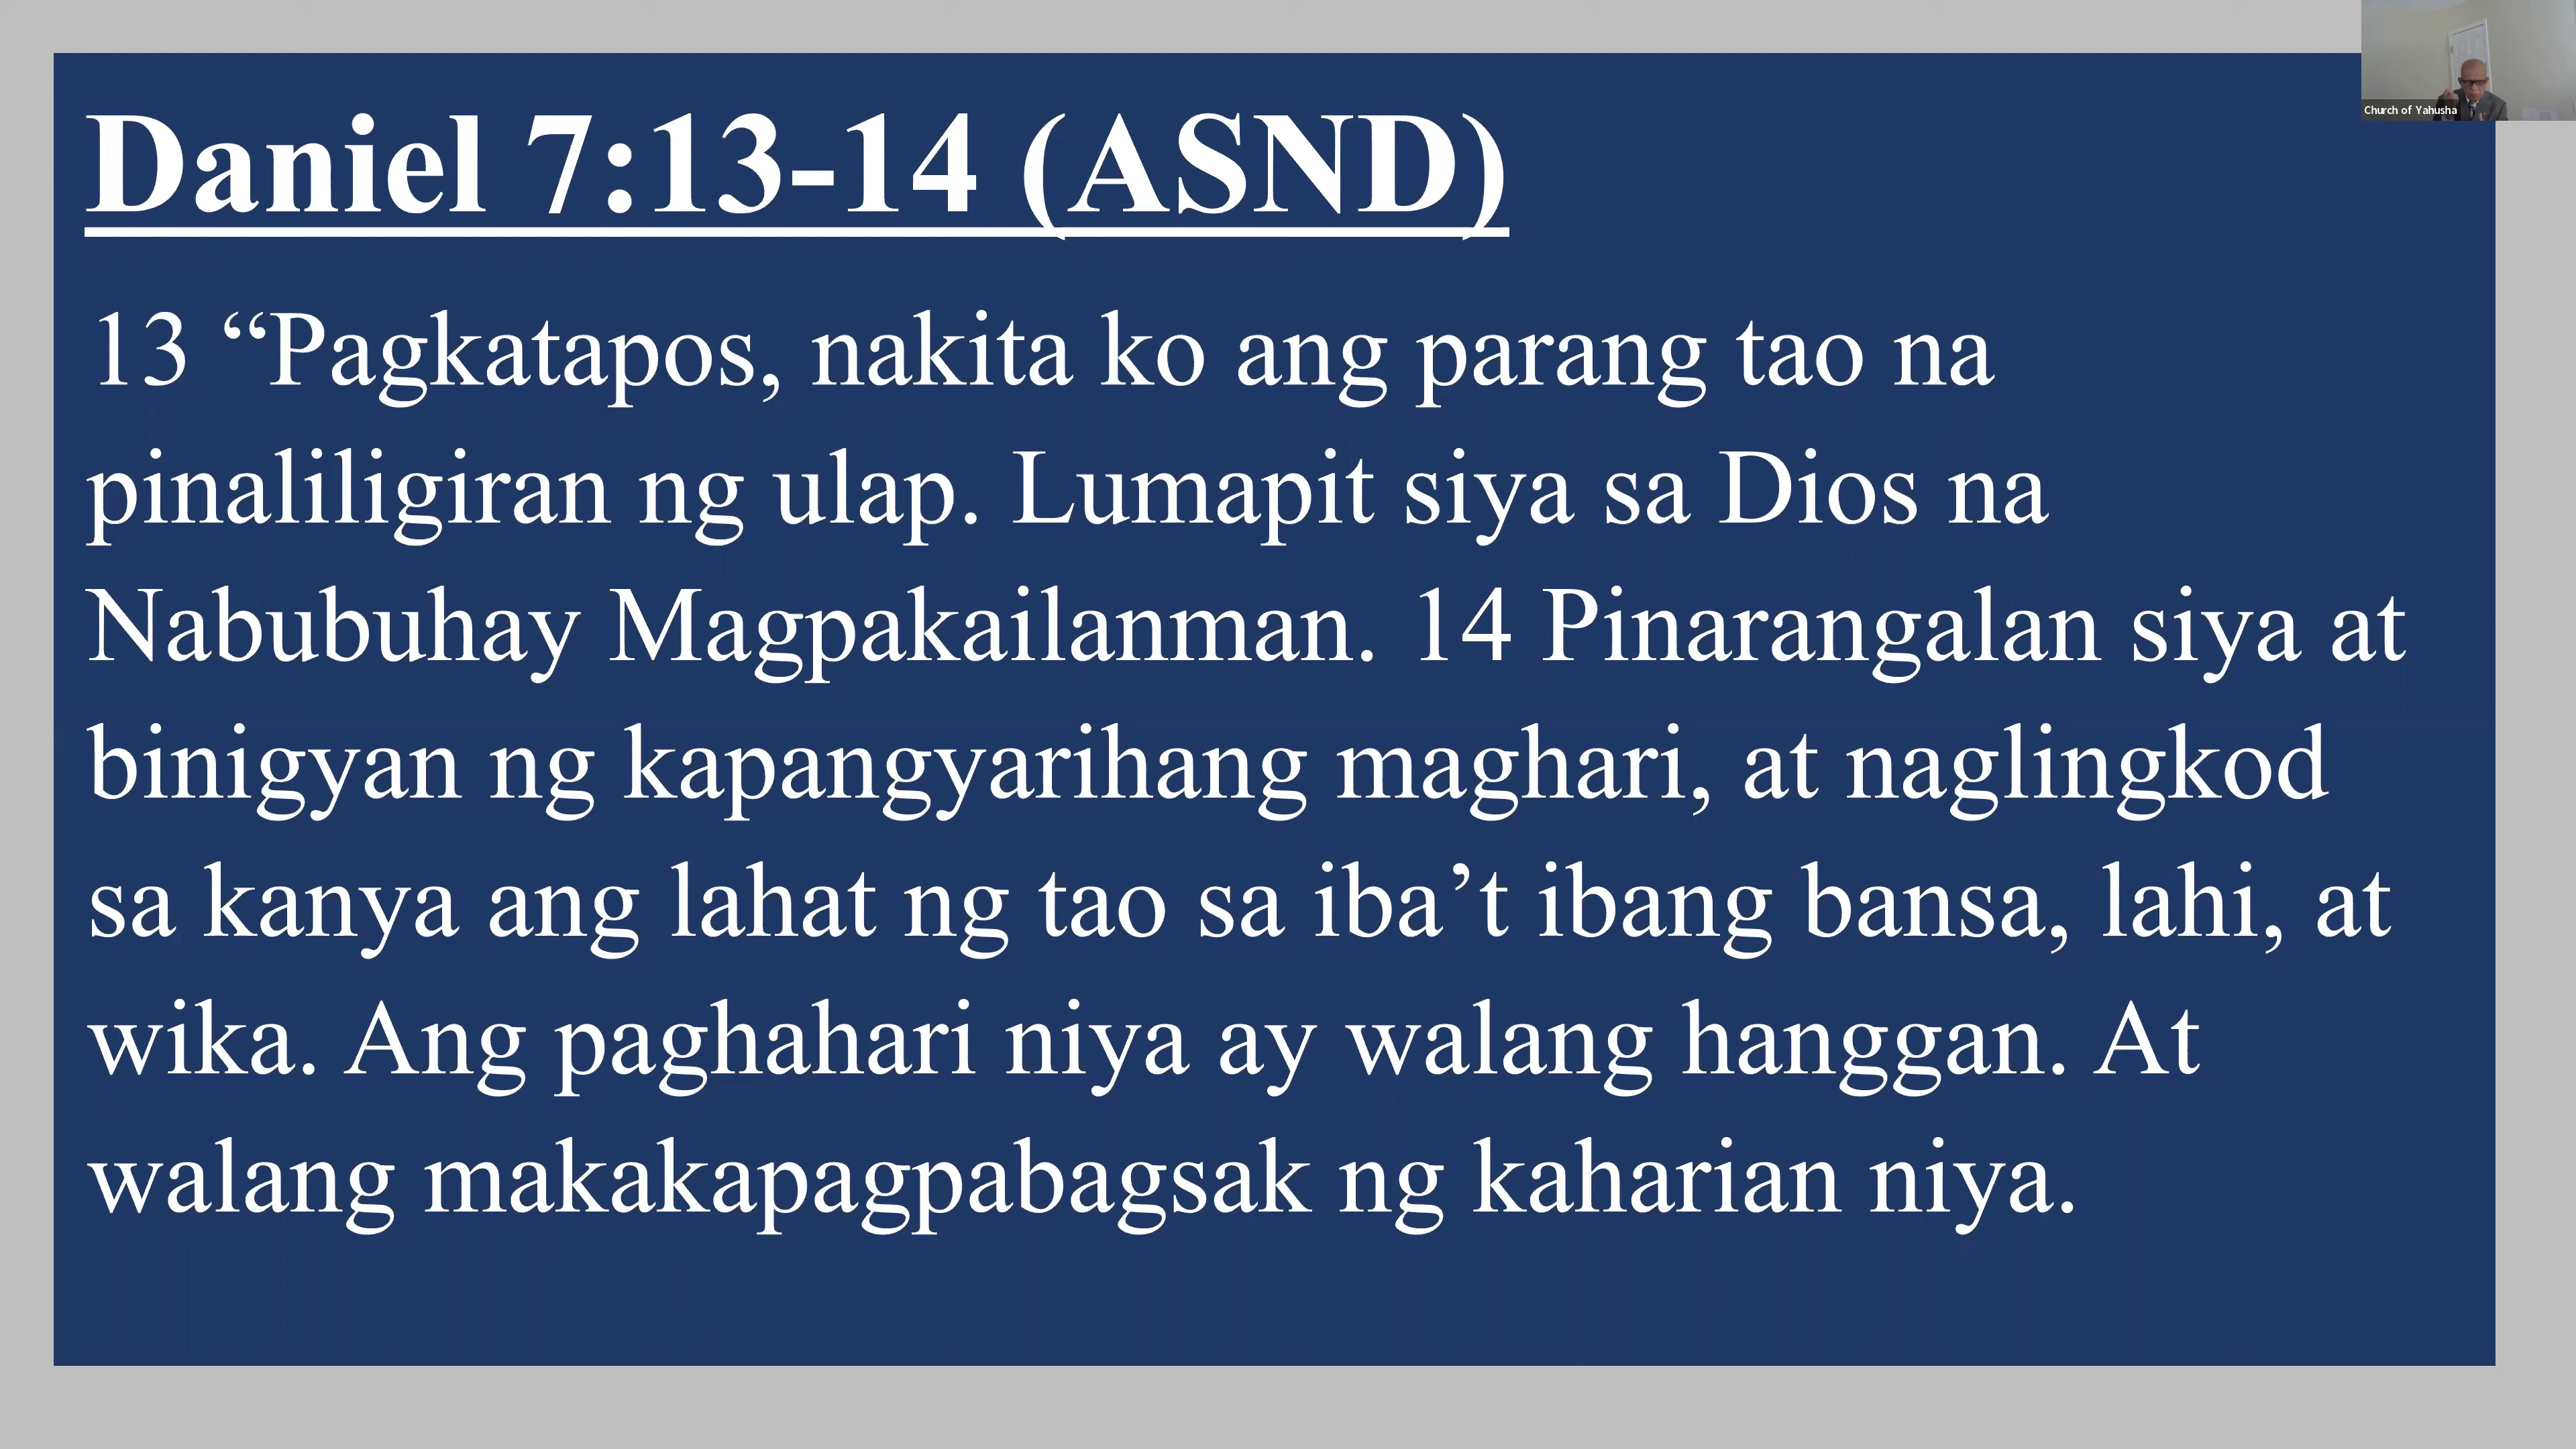 Daniel 7:13-14 (ASND)
13 “Pagkatapos, nakita ko ang parang tao na
pinaliligiran ng ulap. Lumapit siya sa Dios na
Nabubuhay Magpakailanman. 14 Pinarangalan siya at
binigyan ng kapangyarihang maghari, at naglingkod
sa kanya ang lahat ng tao sa iba’t ibang bansa, lahi, at
wika. Ang paghahari niya ay walang hanggan. At
walang makakapagpabagsak ng kaharian niya.
Church of Yahusha